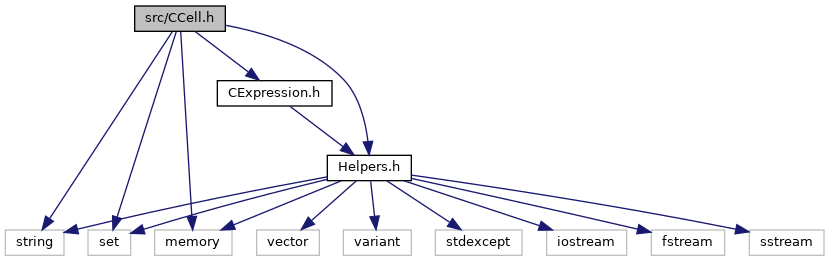 src/CCell.h
CExpression.h
Helpers.h
string
set
memory
vector
variant
stdexcept
iostream
fstream
sstream